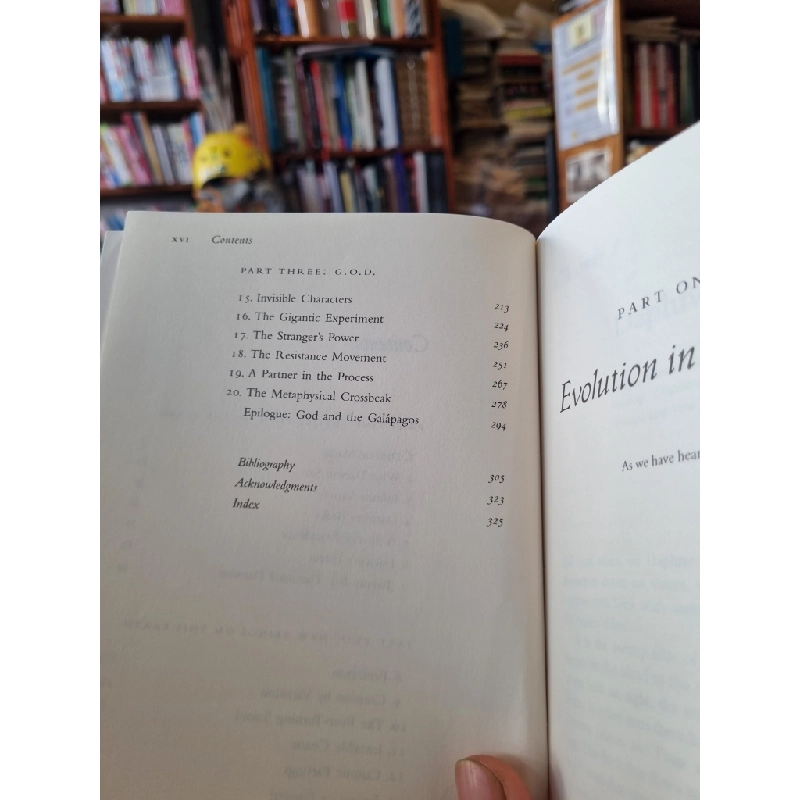 XVI Contents
PART THREE: G.O.D.
15. Invisible Characters 213
16. The Gigantic Experiment 224
17. The Stranger's Power 236
18. The Resistance Movement 251
19. A Partner in the Process 267
20. The Metaphysical Crossbeak 278
Epilogue: God and the Galápagos 294
Bibliography 305
Acknowledgments 323
Index 325
PART ON
Evolution in
As we have hear